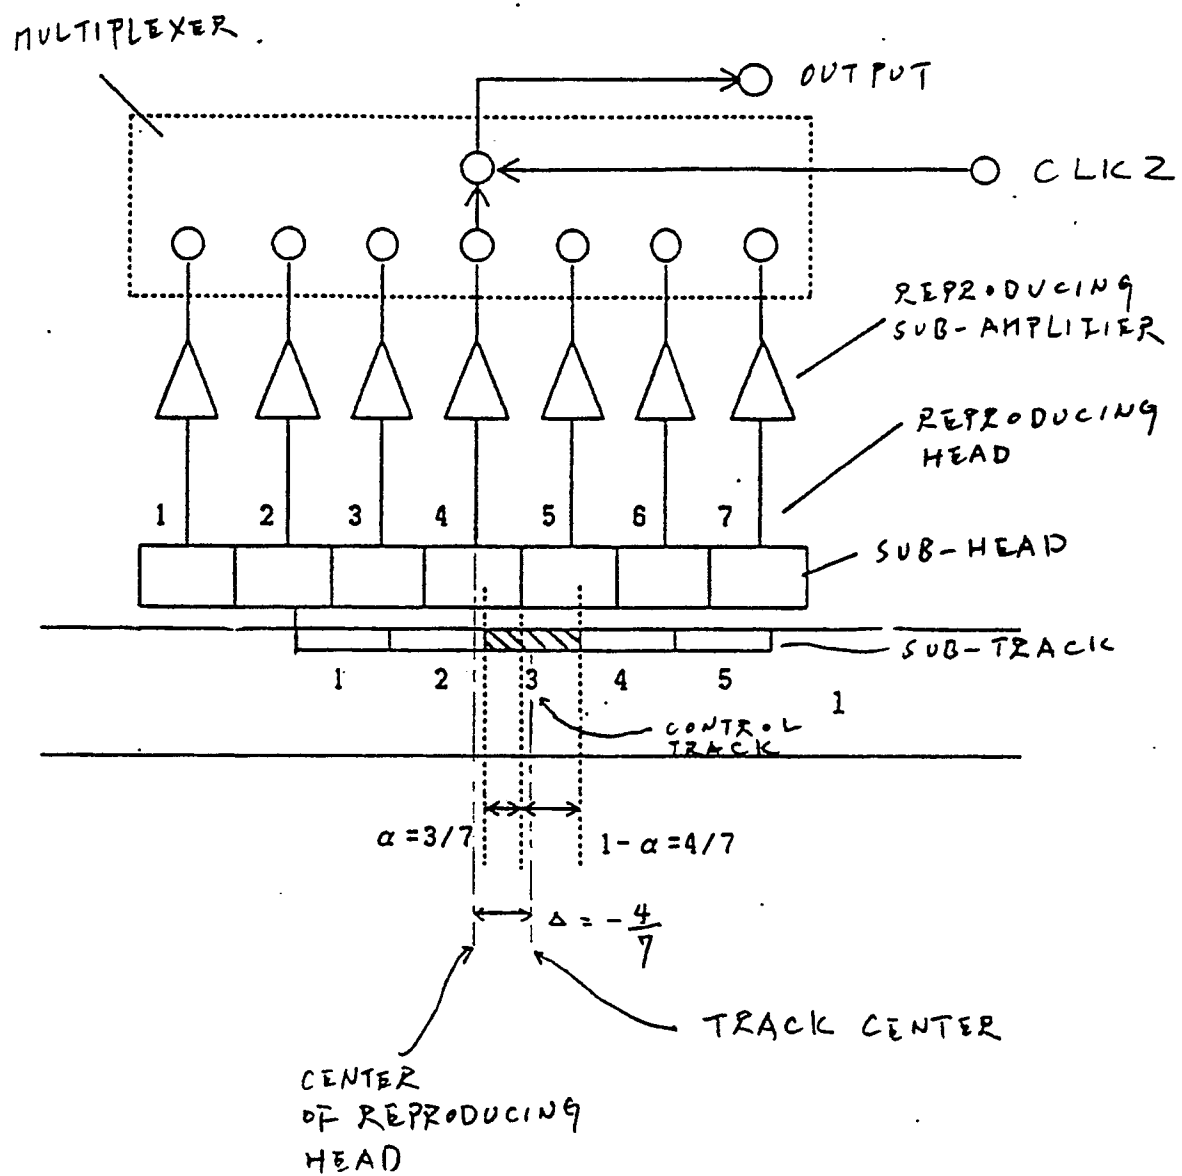 MULTIPLEXER.
OUTPUT
CLK2
REPRODUCING
SUB-AMPLIFIER
REPRODUCING
HEAD
1 2 3 4 5 6 7
SUB-HEAD
SUB-TRACK
1 2 3 4 5
1
CONTROL
TRACK
α=3/7
1-α=4/7
Δ = -4/7
TRACK CENTER
CENTER
OF REPRODUCING
HEAD